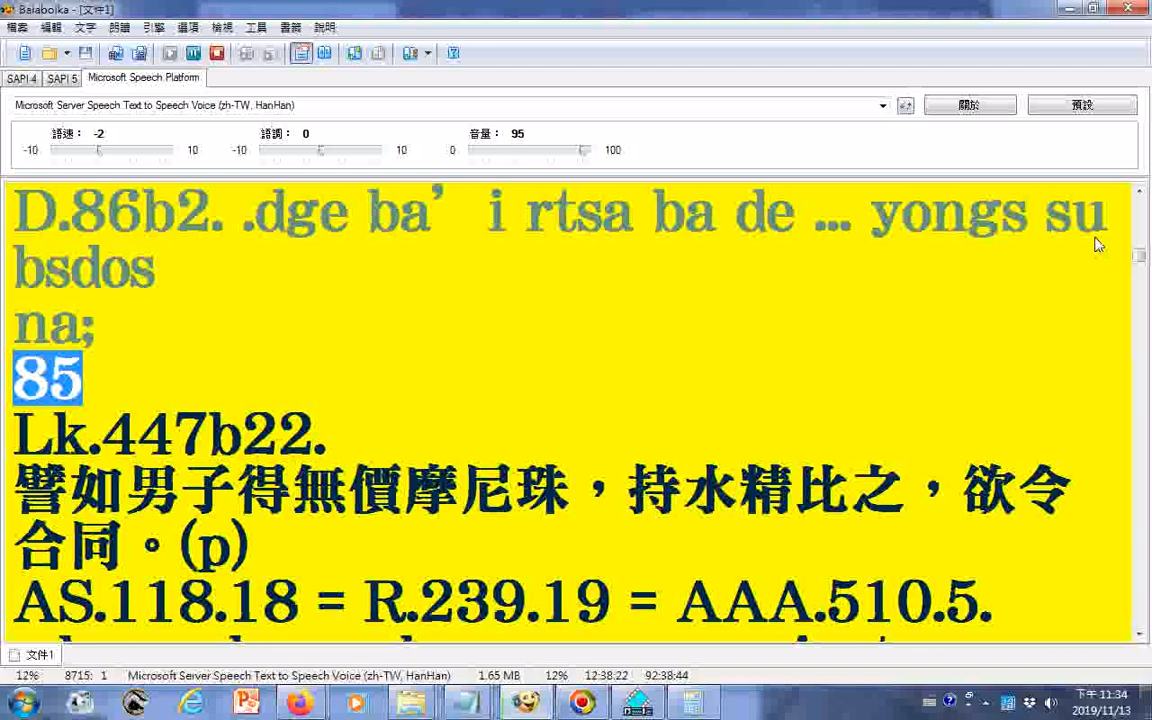 Balabolka - [文件1]
檔案 編輯 文字 朗讀 引擎 選項 檢視 工具 書籤 說明
SAPI 4 SAPI 5 Microsoft Speech Platform
Microsoft Server Speech Text to Speech Voice (zh-TW, HanHan) 關於 預設
語速： -2 語調： 0 音量： 95
-10 10 -10 10 0 100
D.86b2. .dge ba’ i rtsa ba de ... yongs su
bsdos
na;
85
Lk.447b22.
譬如男子得無價摩尼珠，持水精比之，欲令
合同。(p)
AS.118.18 = R.239.19 = AAA.510.5.
文件1
12% 8715: 1 Microsoft Server Speech Text to Speech Voice (zh-TW, HanHan) 1.65 MB 12% 12:38:22 92:38:44
下午 11:34
2019/11/13